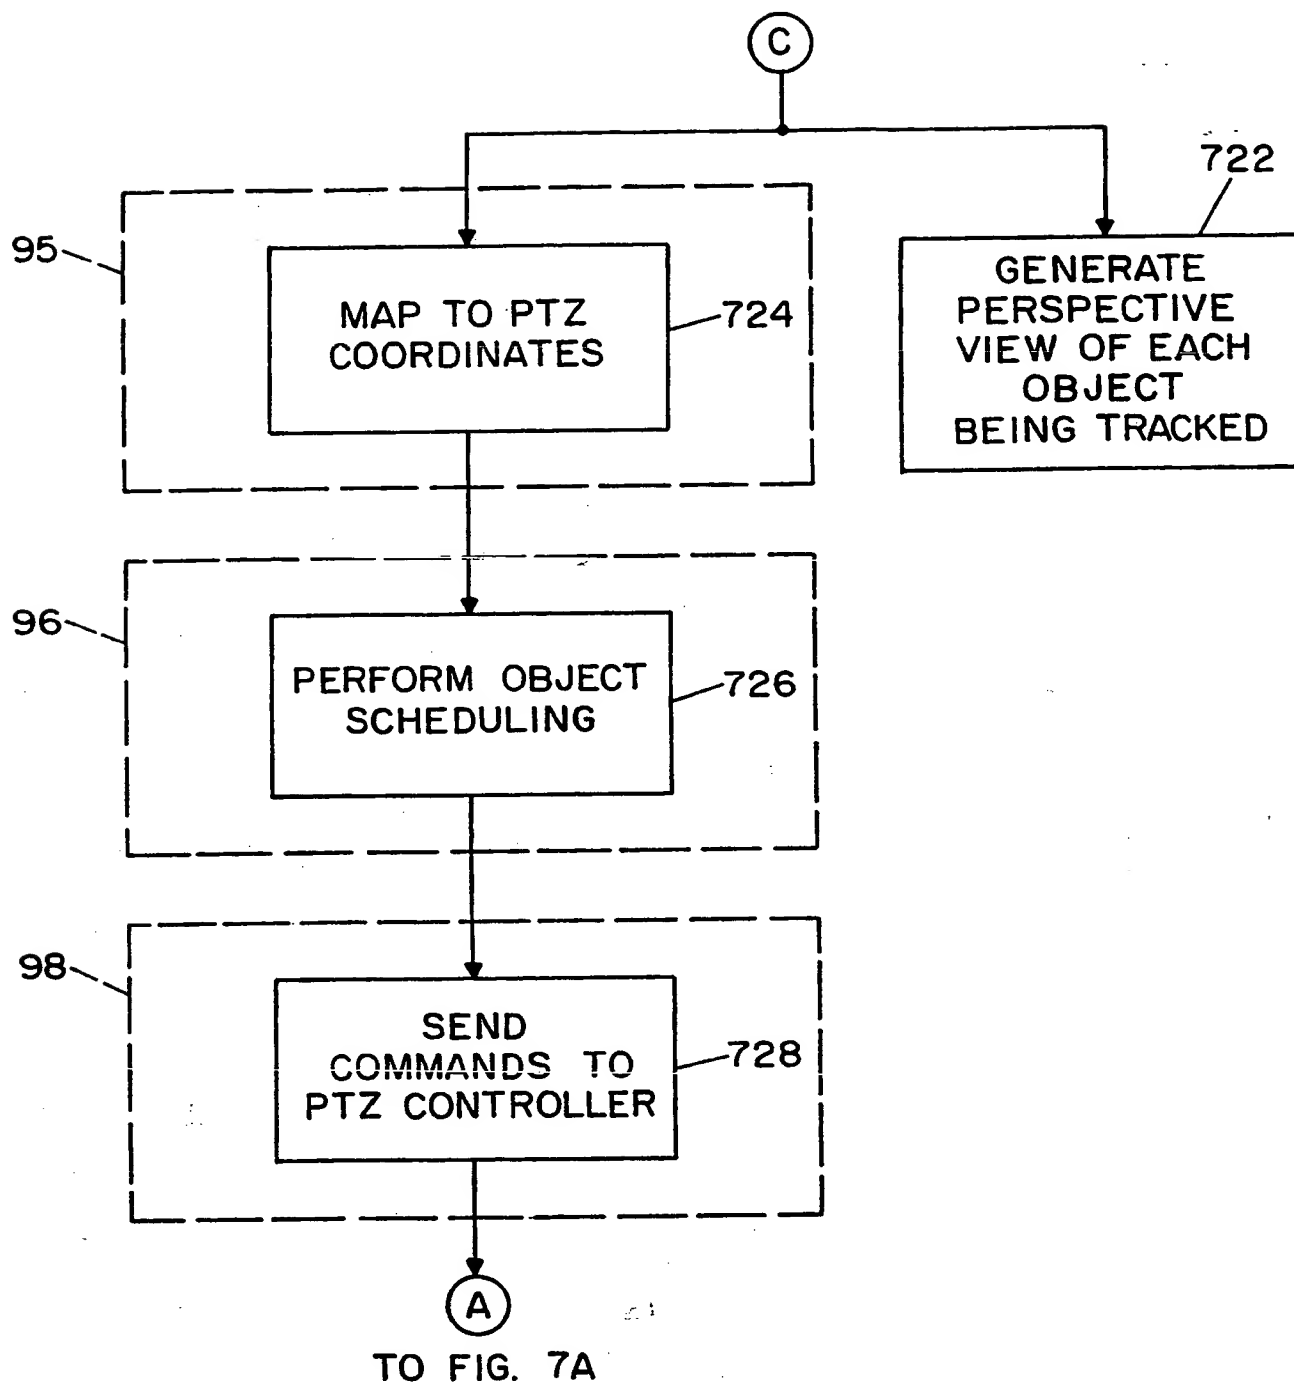 C
722
95
MAP TO PTZ
COORDINATES
724
GENERATE
PERSPECTIVE
VIEW OF EACH
OBJECT
BEING TRACKED
96
PERFORM OBJECT
SCHEDULING
726
98
SEND
COMMANDS TO
PTZ CONTROLLER
728
A
TO FIG. 7A